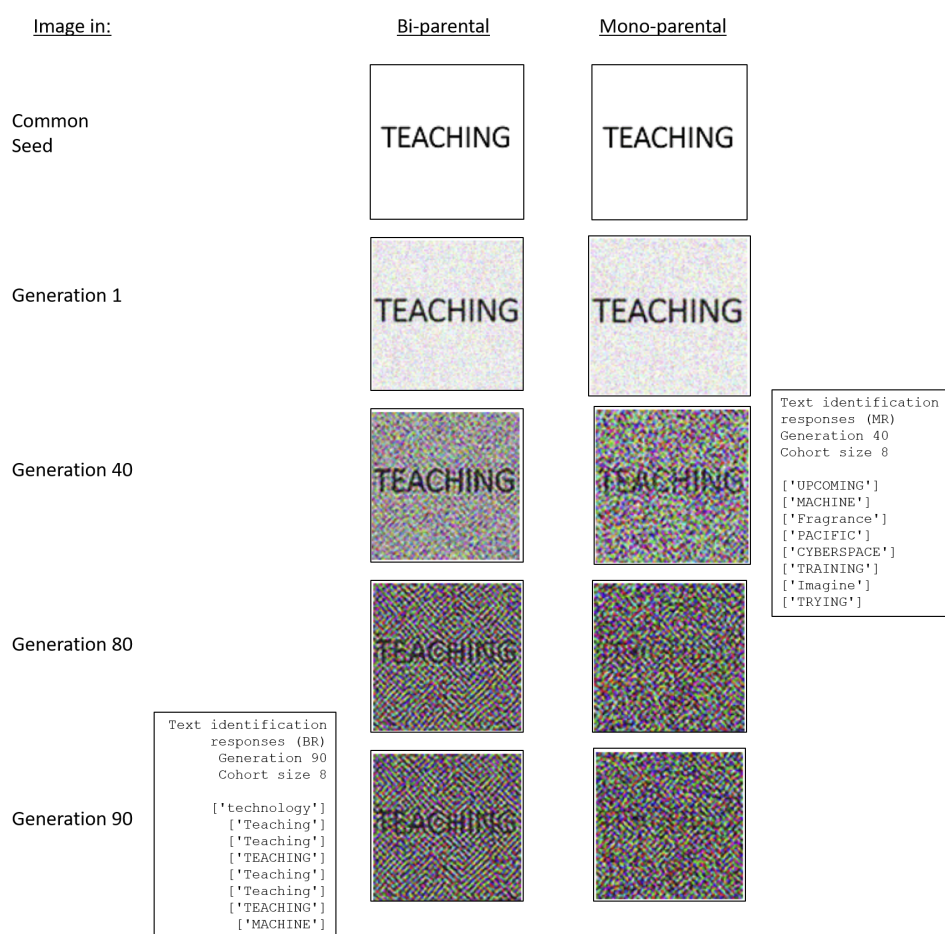 Image in:
Bi-parental
Mono-parental
Common
Seed
TEACHING
TEACHING
Generation 1
TEACHING
TEACHING
Generation 40
TEACHING
TEACHING
Text identification
responses (MR)
Generation 40
Cohort size 8
['UPCOMING']
['MACHINE']
['Fragrance']
['PACIFIC']
['CYBERSPACE']
['TRAINING']
['Imagine']
['TRYING']
Generation 80
TEACHING
Text identification
responses (BR)
Generation 90
Cohort size 8
['technology']
['Teaching']
['Teaching']
['TEACHING']
['Teaching']
['Teaching']
['TEACHING']
['MACHINE']
Generation 90
TEACHING